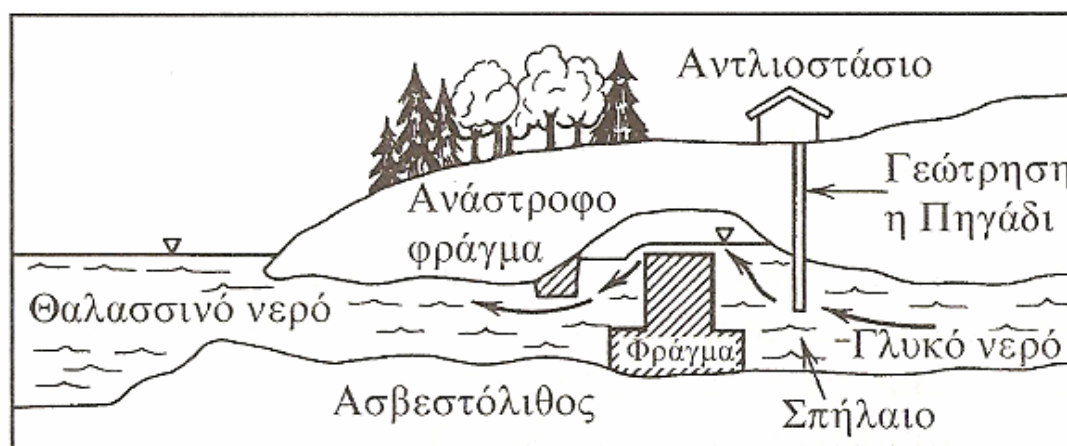 Αντλιοστάσιο
Γεώτρηση
η Πηγάδι
Ανάστροφο
φράγμα
Θαλασσινό νερό
Φράγμα
Γλυκό νερό
Ασβεστόλιθος
Σπήλαιο